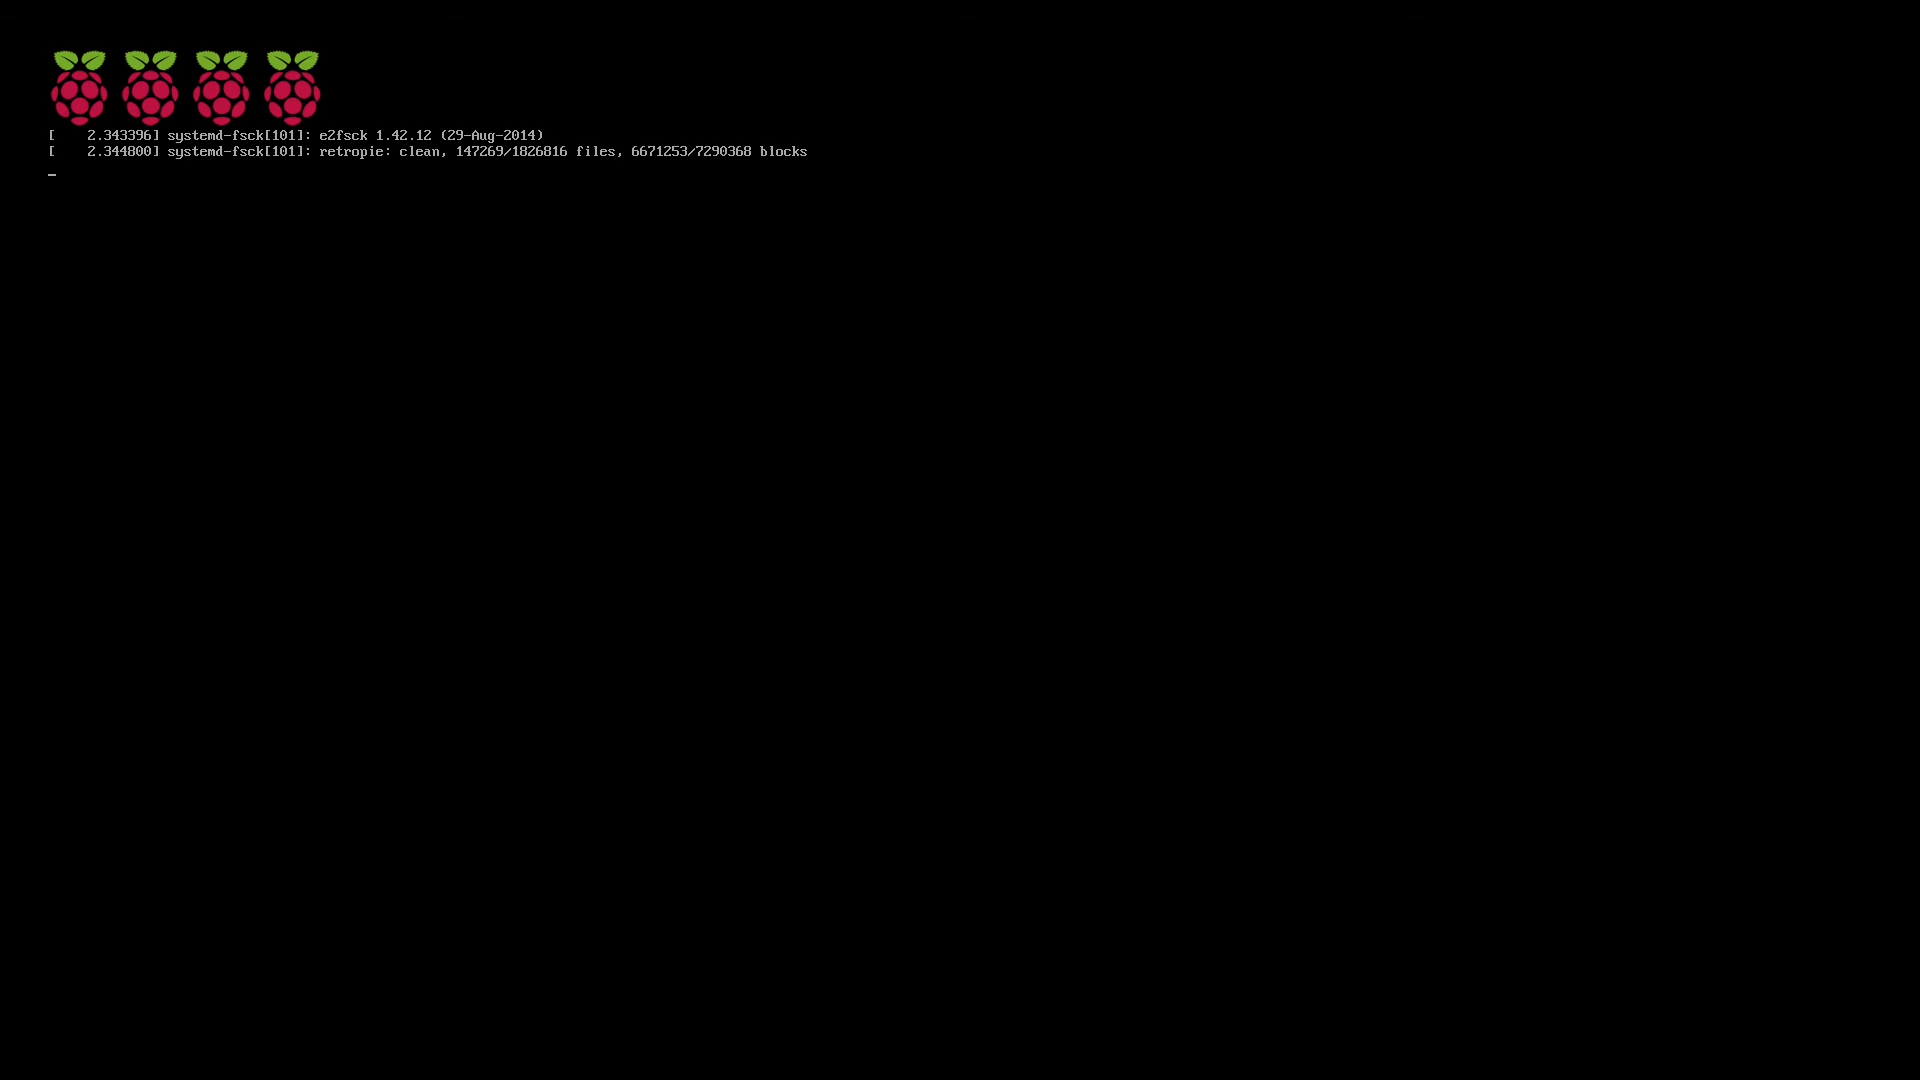 [    2.343396] systemd-fsck[101]: e2fsck 1.42.12 (29-Aug-2014)
[    2.344800] systemd-fsck[101]: retropie: clean, 147269/1826816 files, 6671253/7290368 blocks
_